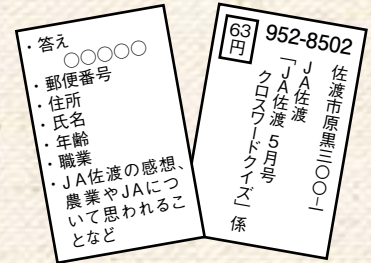 ・答え
○○○○○
・郵便番号
・住所
・氏名
・年齢
・職業
・JA佐渡の感想、
農業やJAにつ
いて思われるこ
となど
63
円
952-8502
佐渡市原黒三〇〇―一
JA佐渡
「JA佐渡 5月号
クロスワードクイズ」係